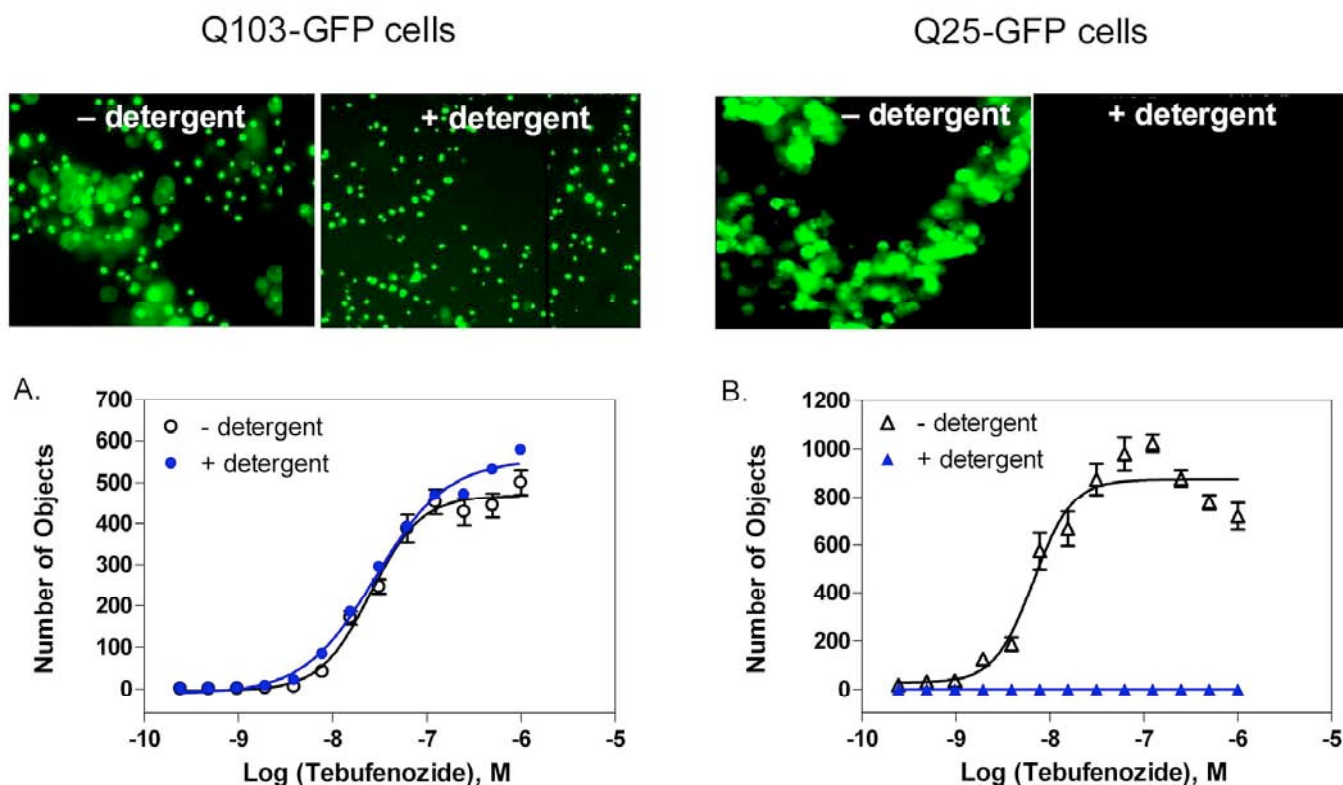 Q103-GFP cells
Q25-GFP cells
– detergent
+ detergent
– detergent
+ detergent
A.
700
600
500
400
300
200
100
0
Number of Objects
- detergent
+ detergent
-10
-9
-8
-7
-6
-5
Log (Tebufenozide), M
B.
1200
1000
800
600
400
200
0
Number of Objects
- detergent
+ detergent
-10
-9
-8
-7
-6
-5
Log (Tebufenozide), M